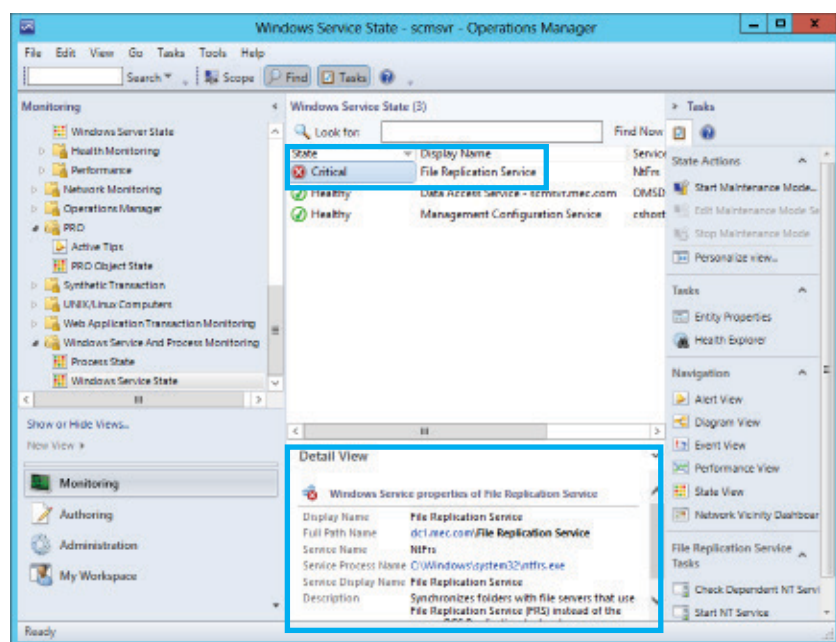 Windows Service State - scmsvr - Operations Manager
File Edit View Go Tasks Tools Help
Search Scope Find Tasks
Monitoring
Windows Server State
Health Monitoring
Performance
Network Monitoring
Operations Manager
PRO
Active Tips
PRO Object State
Synthetic Transaction
UNIX/Linux Computers
Web Application Transaction Monitoring
Windows Service And Process Monitoring
Process State
Windows Service State
Show or Hide Views...
New View
Monitoring
Authoring
Administration
My Workspace
Ready
Windows Service State (3)
Look for: Find Now
State Display Name Service
Critical File Replication Service NtFrs
Healthy Data Access Service - scmsvr.mec.com OMSD
Healthy Management Configuration Service cshost
Detail View
Windows Service properties of File Replication Service
Display Name File Replication Service
Full Path Name dc1.mec.com\File Replication Service
Service Name NtFrs
Service Process Name C:\Windows\system32\ntfrs.exe
Service Display Name File Replication Service
Description Synchronizes folders with file servers that use
File Replication Service (FRS) instead of the
Tasks
State Actions
Start Maintenance Mode...
Edit Maintenance Mode Se
Stop Maintenance Mode
Personalize view...
Tasks
Entity Properties
Health Explorer
Navigation
Alert View
Diagram View
Event View
Performance View
State View
Network Vicinity Dashboar
File Replication Service
Tasks
Check Dependent NT Servi
Start NT Service